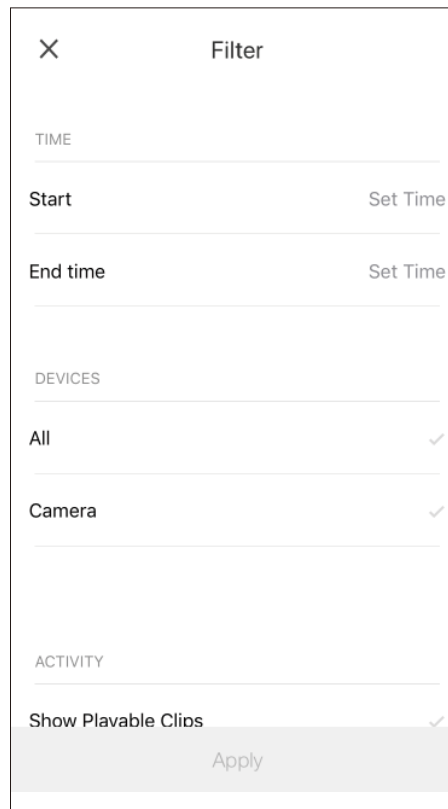 Filter
TIME
Start Set Time
End time Set Time
DEVICES
All
Camera
ACTIVITY
Show Playable Clips
Apply